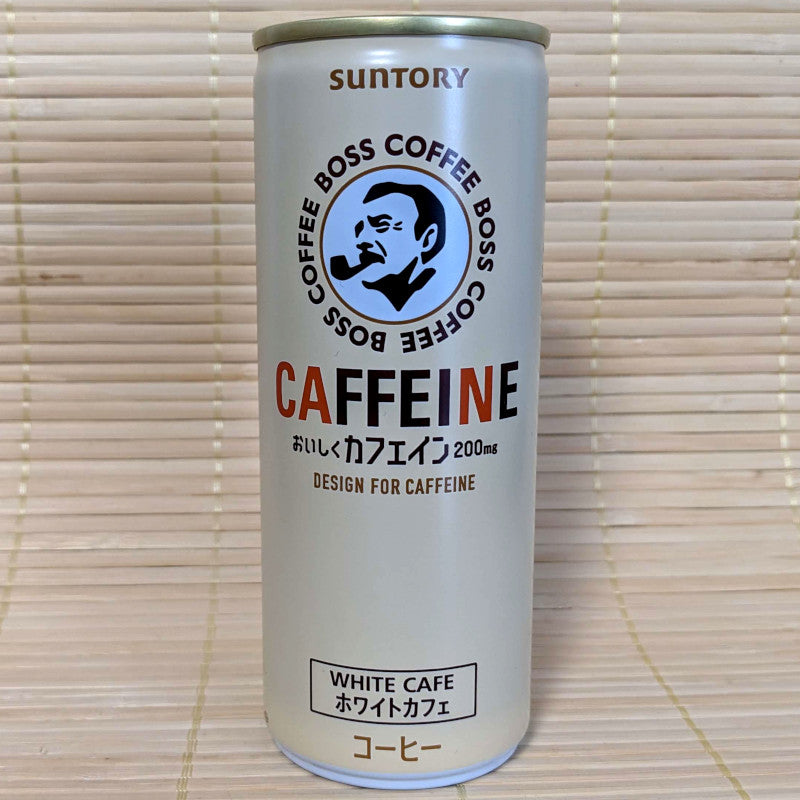 SUNTORY
BOSS COFFEE BOSS COFFEE BOSS COFFEE
CAFFEINE
おいしくカフェイン200mg
DESIGN FOR CAFFEINE
WHITE CAFE
ホワイトカフェ
コーヒー